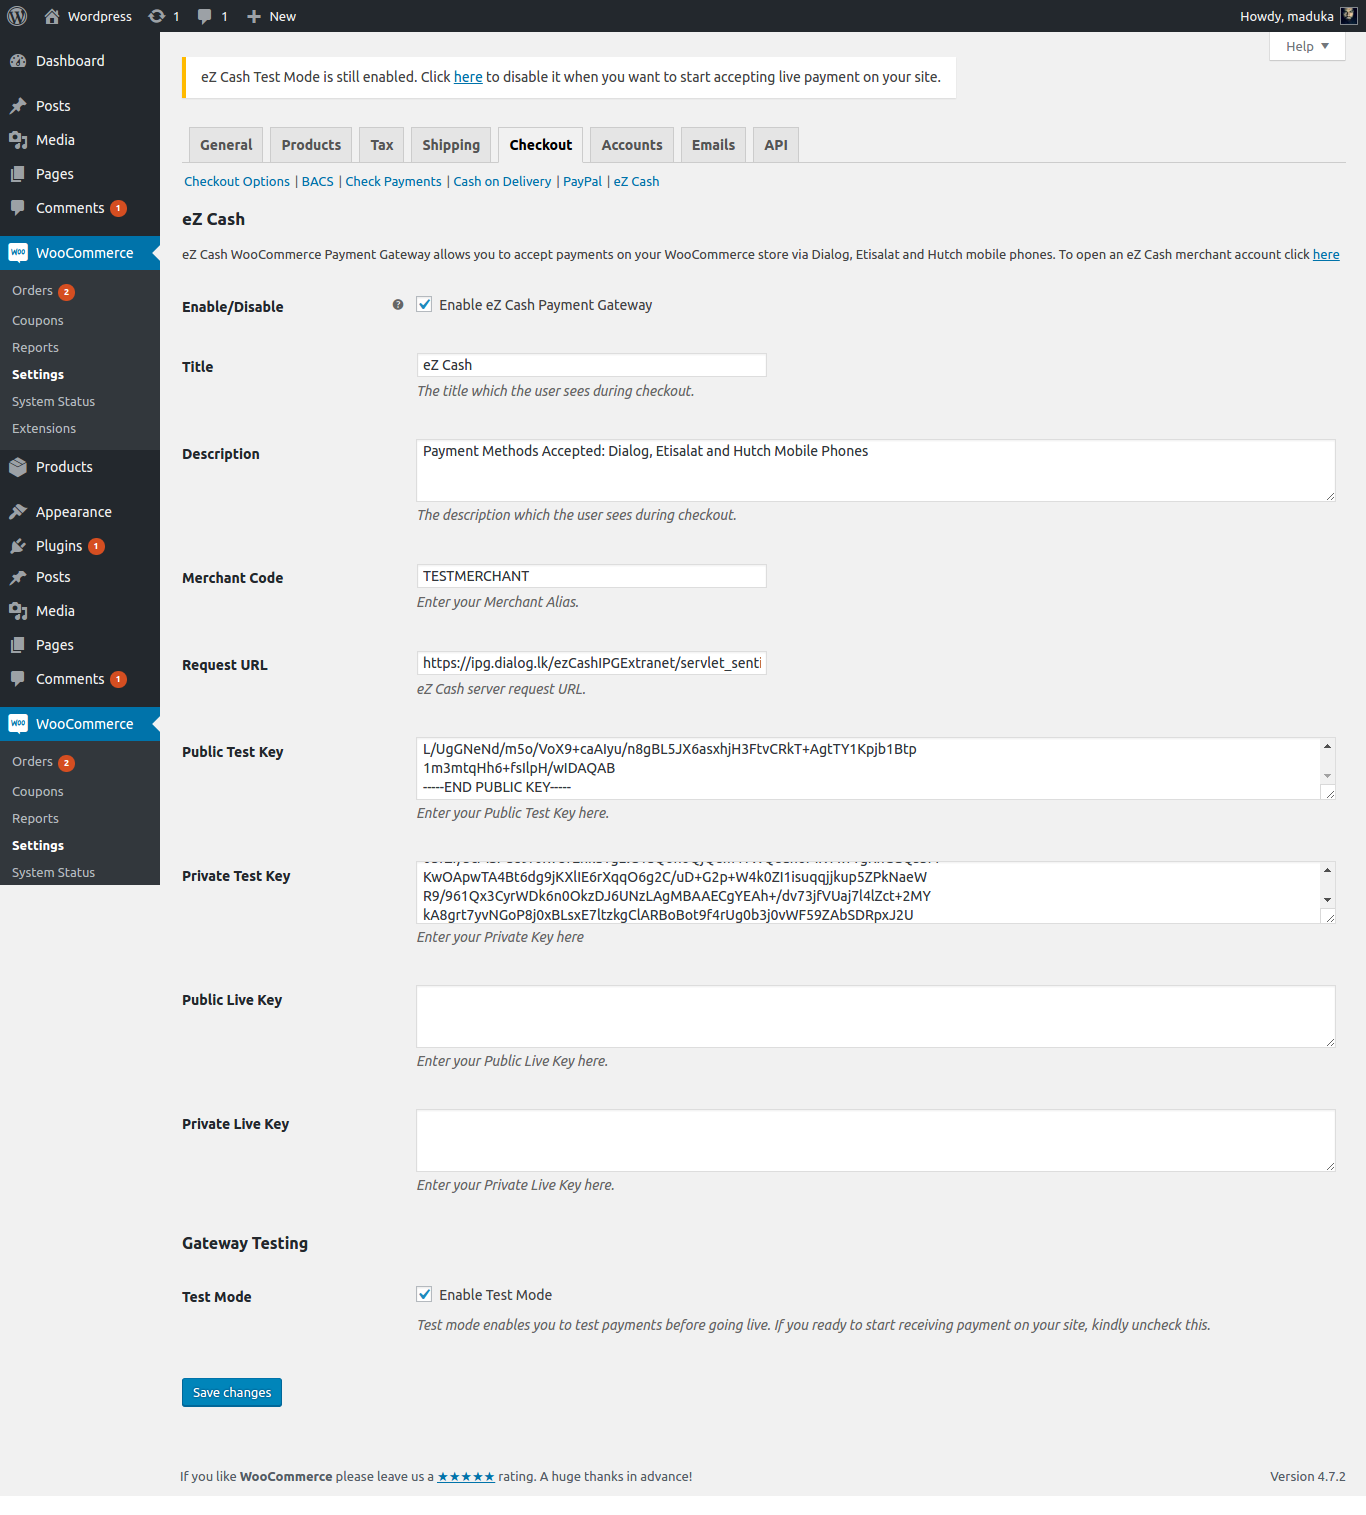 Wordpress 1 1 New Howdy, maduka
Help
Dashboard
Posts
Media
Pages
Comments 1
WooCommerce
Orders 2
Coupons
Reports
Settings
System Status
Extensions
Products
Appearance
Plugins 1
Posts
Media
Pages
Comments 1
WooCommerce
Orders 2
Coupons
Reports
Settings
System Status
eZ Cash Test Mode is still enabled. Click here to disable it when you want to start accepting live payment on your site.
General Products Tax Shipping Checkout Accounts Emails API
Checkout Options | BACS | Check Payments | Cash on Delivery | PayPal | eZ Cash
eZ Cash
eZ Cash WooCommerce Payment Gateway allows you to accept payments on your WooCommerce store via Dialog, Etisalat and Hutch mobile phones. To open an eZ Cash merchant account click here
Enable/Disable Enable eZ Cash Payment Gateway
Title eZ Cash
The title which the user sees during checkout.
Description Payment Methods Accepted: Dialog, Etisalat and Hutch Mobile Phones
The description which the user sees during checkout.
Merchant Code TESTMERCHANT
Enter your Merchant Alias.
Request URL https://ipg.dialog.lk/ezCashIPGExtranet/servlet_senti
eZ Cash server request URL.
Public Test Key
L/UgGNeNd/m5o/VoX9+caAIyu/n8gBL5JX6asxhjH3FtvCRkT+AgtTY1Kpjb1Btp
1m3mtqHh6+fsIlpH/wIDAQAB
-----END PUBLIC KEY-----
Enter your Public Test Key here.
Private Test Key
KwOApwTA4Bt6dg9jKXlIE6rXqqO6g2C/uD+G2p+W4k0ZI1isuqqjjkup5ZPkNaeW
R9/961Qx3CyrWDk6n0OkzDJ6UNzLAgMBAAECgYEAh+/dv73jfVUaj7l4lZct+2MY
kA8grt7yvNGoP8j0xBLsxE7ltzkgClARBoBot9f4rUg0b3j0vWF59ZAbSDRpxJ2U
Enter your Private Key here
Public Live Key
Enter your Public Live Key here.
Private Live Key
Enter your Private Live Key here.
Gateway Testing
Test Mode Enable Test Mode
Test mode enables you to test payments before going live. If you ready to start receiving payment on your site, kindly uncheck this.
Save changes
If you like WooCommerce please leave us a ★★★★★ rating. A huge thanks in advance! Version 4.7.2